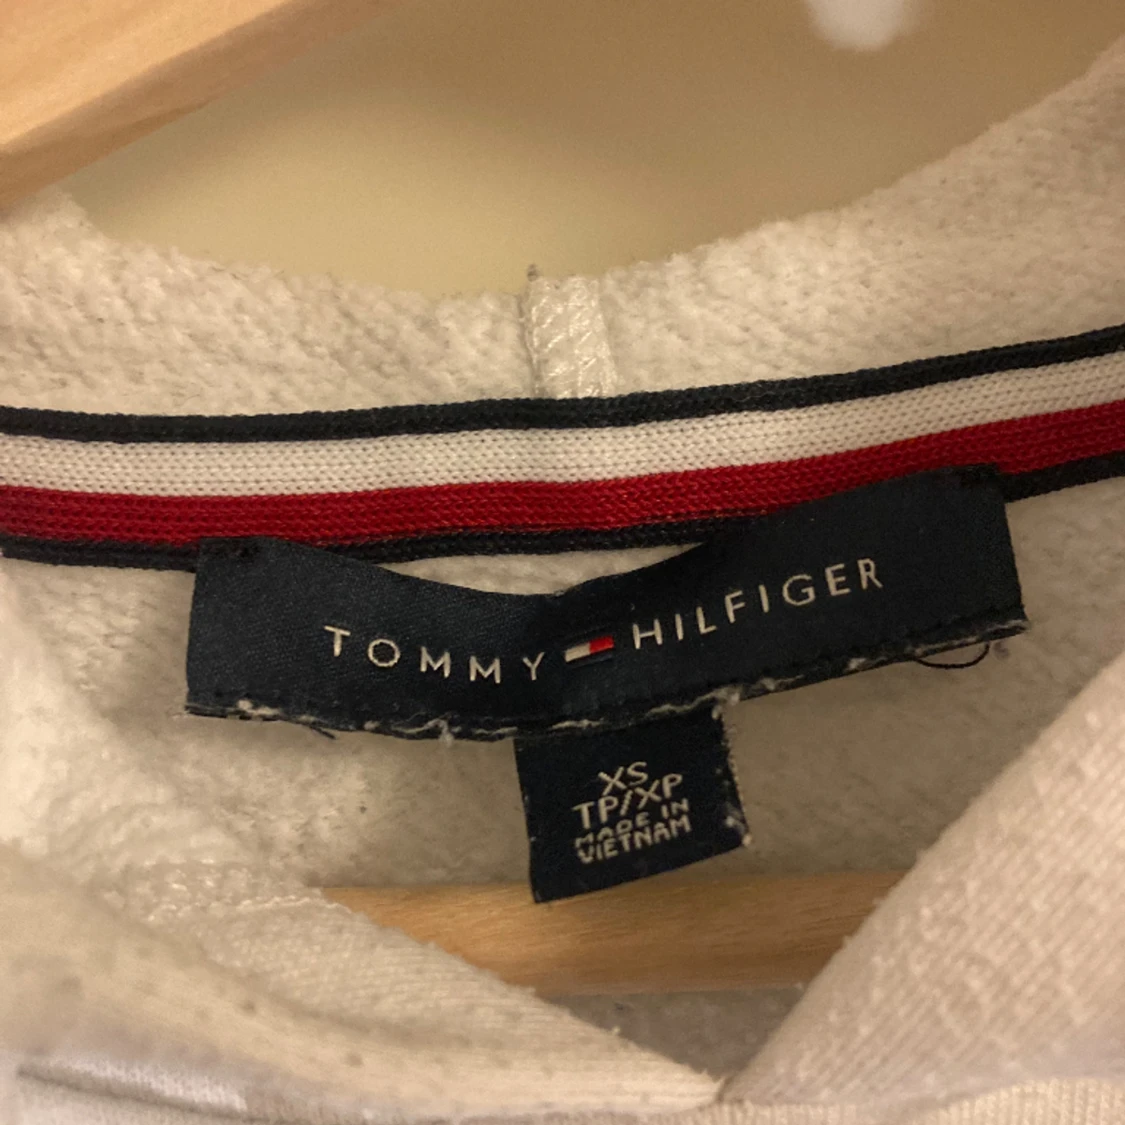 TOMMY HILFIGER
XS
TP/XP
MADE IN
VIETNAM